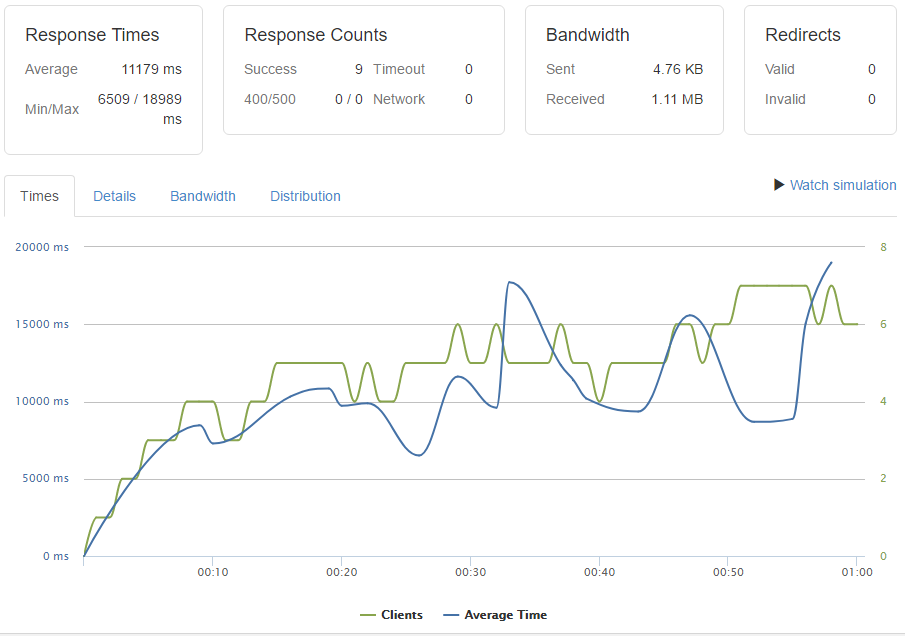 Response Times
Average 11179 ms
Min/Max 6509 / 18989 ms
Response Counts
Success 9 Timeout 0
400/500 0 / 0 Network 0
Bandwidth
Sent 4.76 KB
Received 1.11 MB
Redirects
Valid 0
Invalid 0
Times Details Bandwidth Distribution
Watch simulation
20000 ms 8
15000 ms 6
10000 ms 4
5000 ms 2
0 ms 0
00:10 00:20 00:30 00:40 00:50 01:00
Clients Average Time